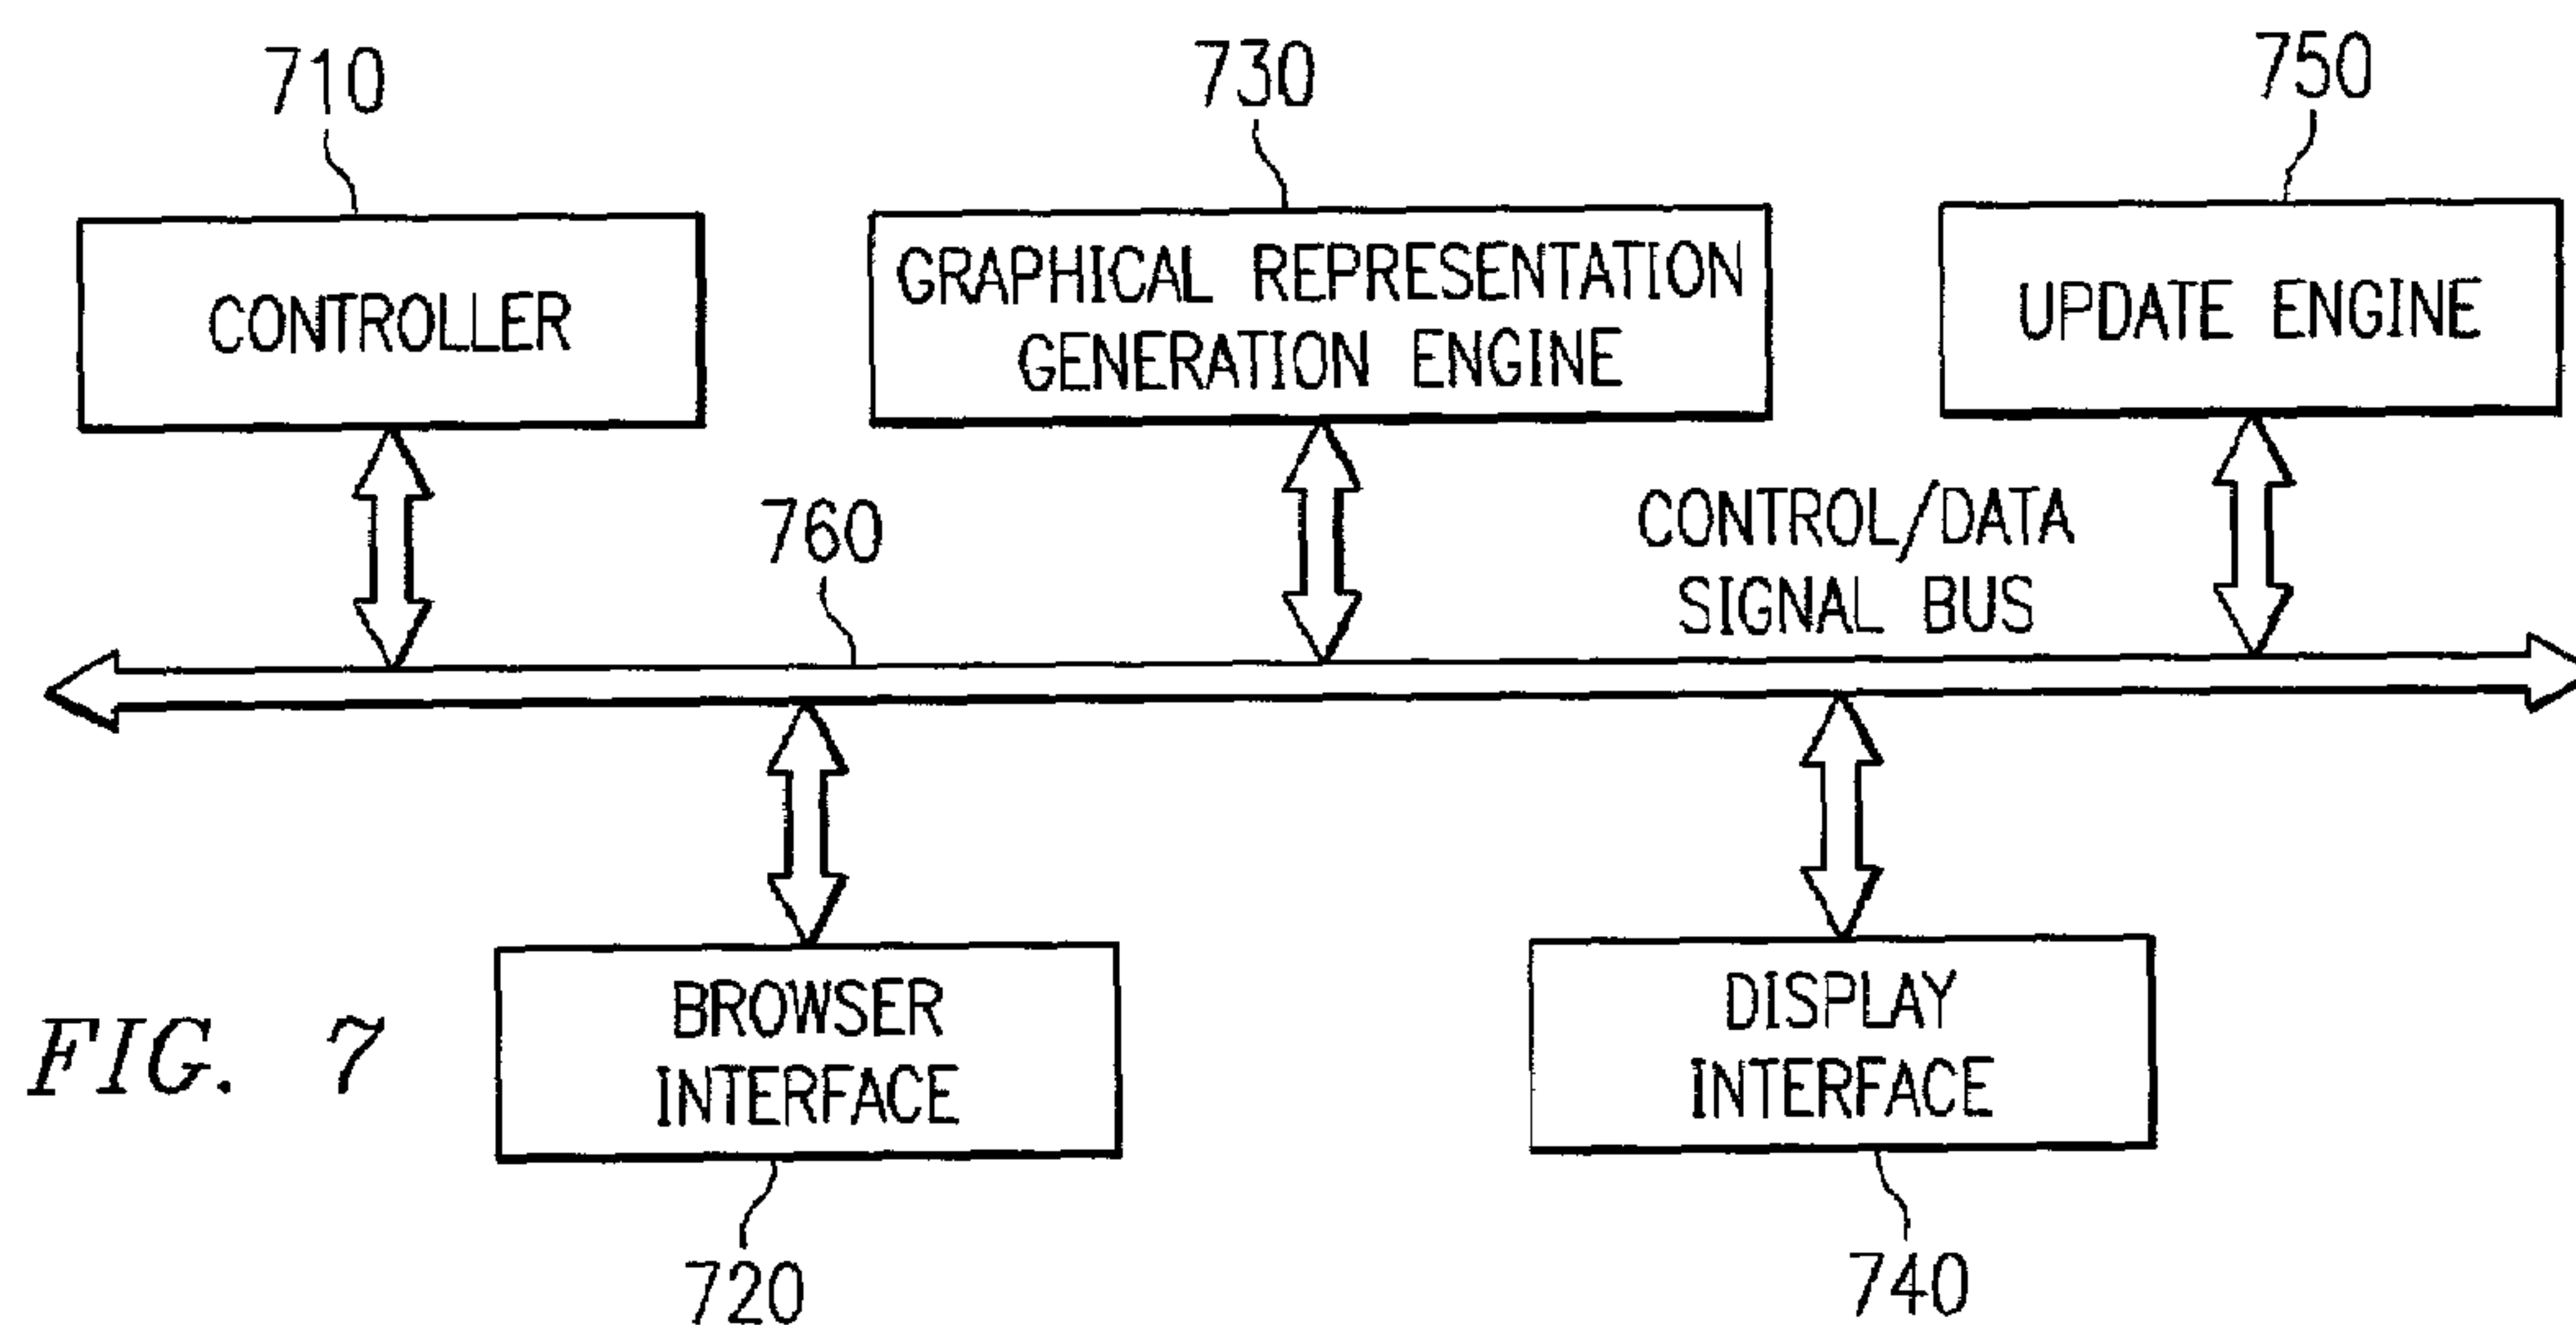 710
730
750
CONTROLLER
GRAPHICAL REPRESENTATION
GENERATION ENGINE
UPDATE ENGINE
760
CONTROL/DATA
SIGNAL BUS
BROWSER
INTERFACE
DISPLAY
INTERFACE
FIG. 7
720
740